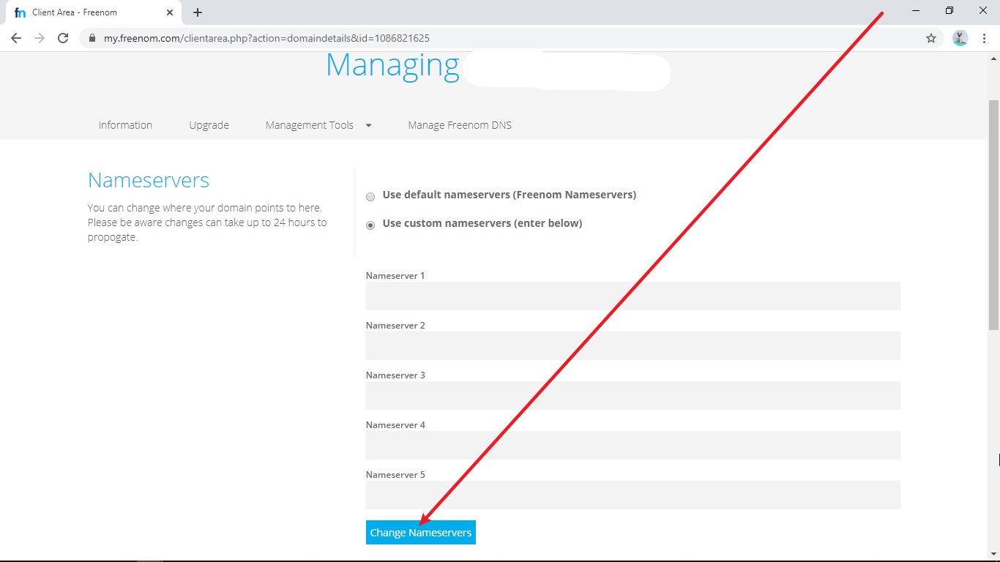 fn Client Area - Freenom
my.freenom.com/clientarea.php?action=domaindetails&id=1086821625
Managing
Information Upgrade Management Tools Manage Freenom DNS
Nameservers
You can change where your domain points to here.
Please be aware changes can take up to 24 hours to
propogate.
Use default nameservers (Freenom Nameservers)
Use custom nameservers (enter below)
Nameserver 1
Nameserver 2
Nameserver 3
Nameserver 4
Nameserver 5
Change Nameservers